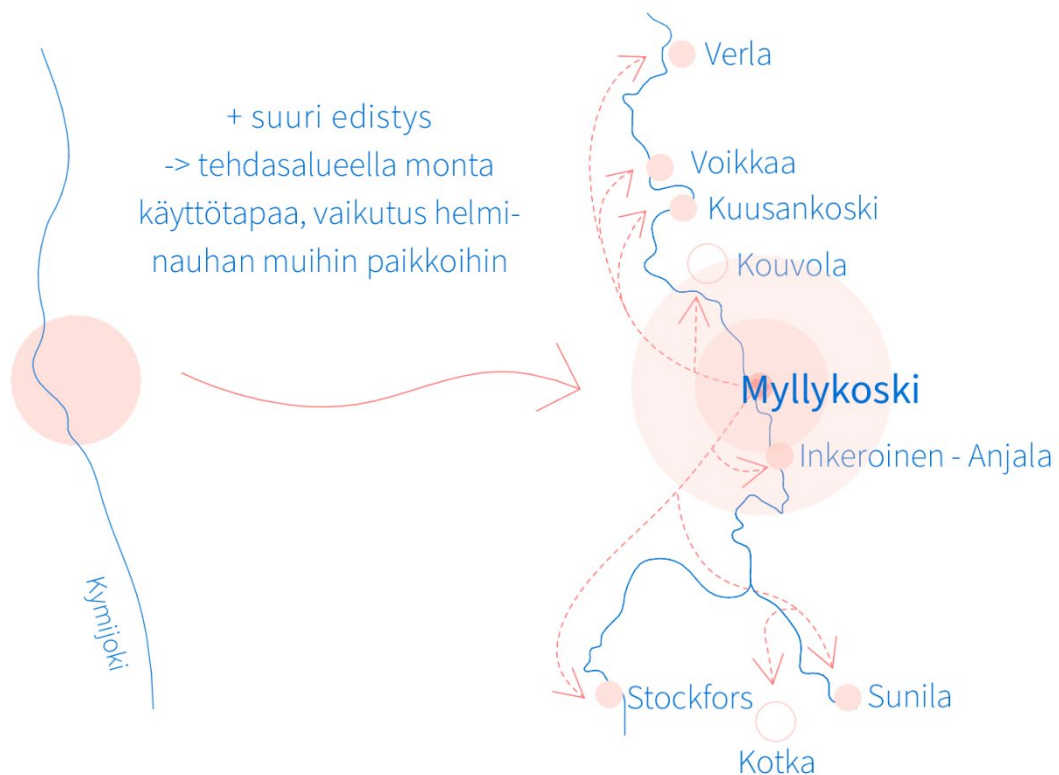 + suuri edistys
-> tehdasalueella monta
käyttötapaa, vaikutus helmi-
nauhan muihin paikkoihin
Kymijoki
Verla
Voikkaa
Kuusankoski
Kouvola
Myllykoski
Inkeroinen - Anjala
Stockfors
Sunila
Kotka